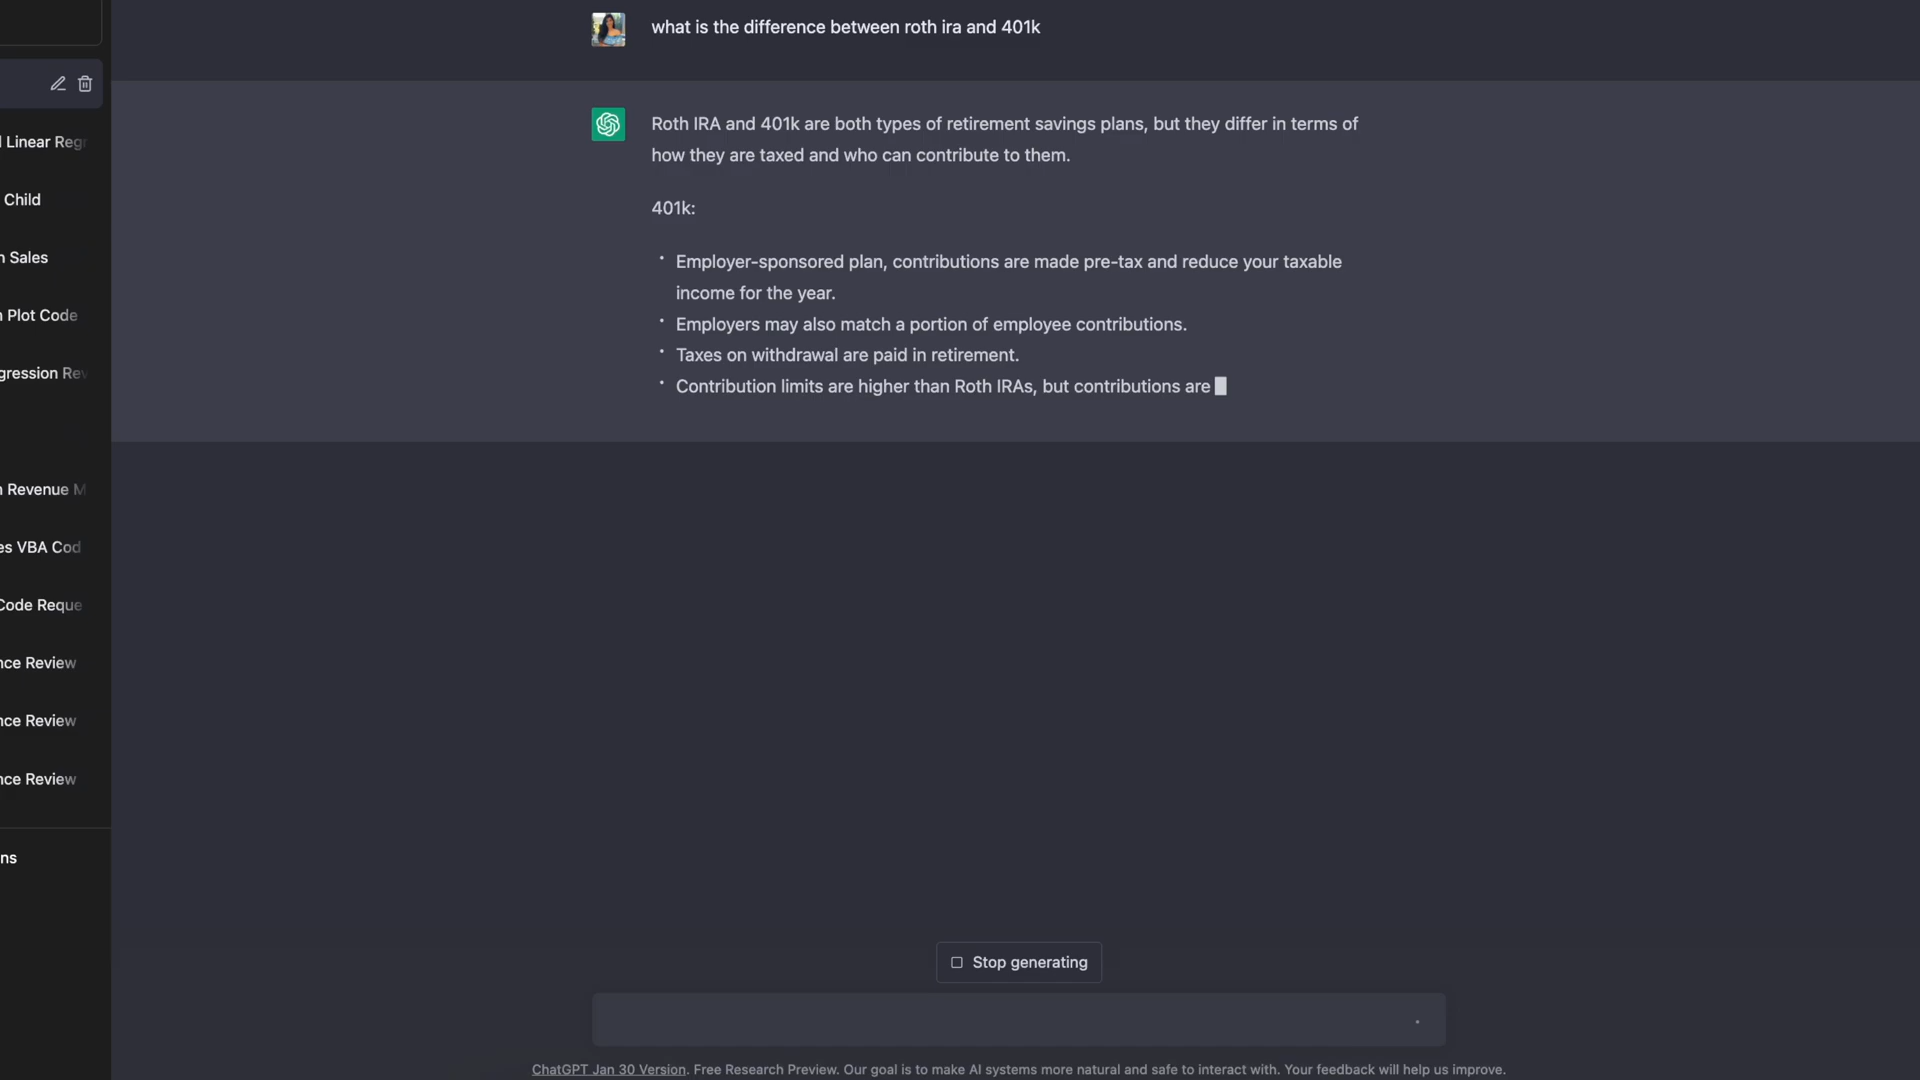 what is the difference between roth ira and 401k
Roth IRA and 401k are both types of retirement savings plans, but they differ in terms of
how they are taxed and who can contribute to them.
401k:
• Employer-sponsored plan, contributions are made pre-tax and reduce your taxable
income for the year.
• Employers may also match a portion of employee contributions.
• Taxes on withdrawal are paid in retirement.
• Contribution limits are higher than Roth IRAs, but contributions are
Linear Regr
Child
Sales
Plot Code
gression Rev
Revenue M
es VBA Cod
Code Reque
nce Review
nce Review
nce Review
ns
Stop generating
ChatGPT Jan 30 Version. Free Research Preview. Our goal is to make AI systems more natural and safe to interact with. Your feedback will help us improve.